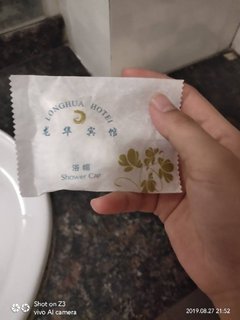 LONGHUA HOTEL
龙华宾馆
浴帽
Shower Cap
Shot on Z3
vivo AI camera
2019.08.27 21:52